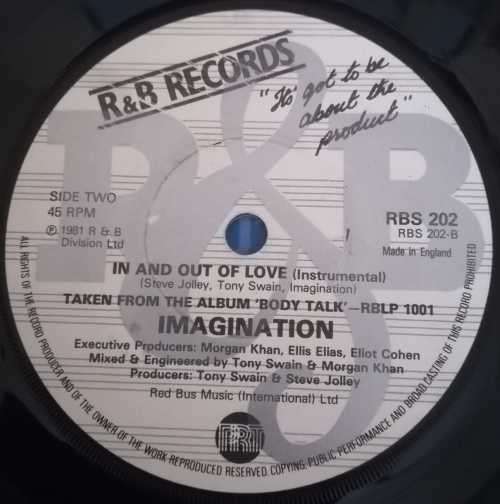 R&B RECORDS
"It's got to be
about the
product"
SIDE TWO
45 RPM
Ⓟ 1981 R & B
Division Ltd
RBS 202
RBS 202-B
Made in England
IN AND OUT OF LOVE (Instrumental)
(Steve Jolley, Tony Swain, Imagination)
TAKEN FROM THE ALBUM 'BODY TALK'—RBLP 1001
IMAGINATION
Executive Producers: Morgan Khan, Ellis Elias, Eliot Cohen
Mixed & Engineered by Tony Swain & Morgan Khan
Producers: Tony Swain & Steve Jolley
Red Bus Music (International) Ltd
PRT
ALL RIGHTS OF THE RECORD PRODUCER AND OF THE OWNER OF THE WORK REPRODUCED RESERVED. COPYING, PUBLIC PERFORMANCE AND BROAD CASTING OF THIS RECORD PROHIBITED
R&B